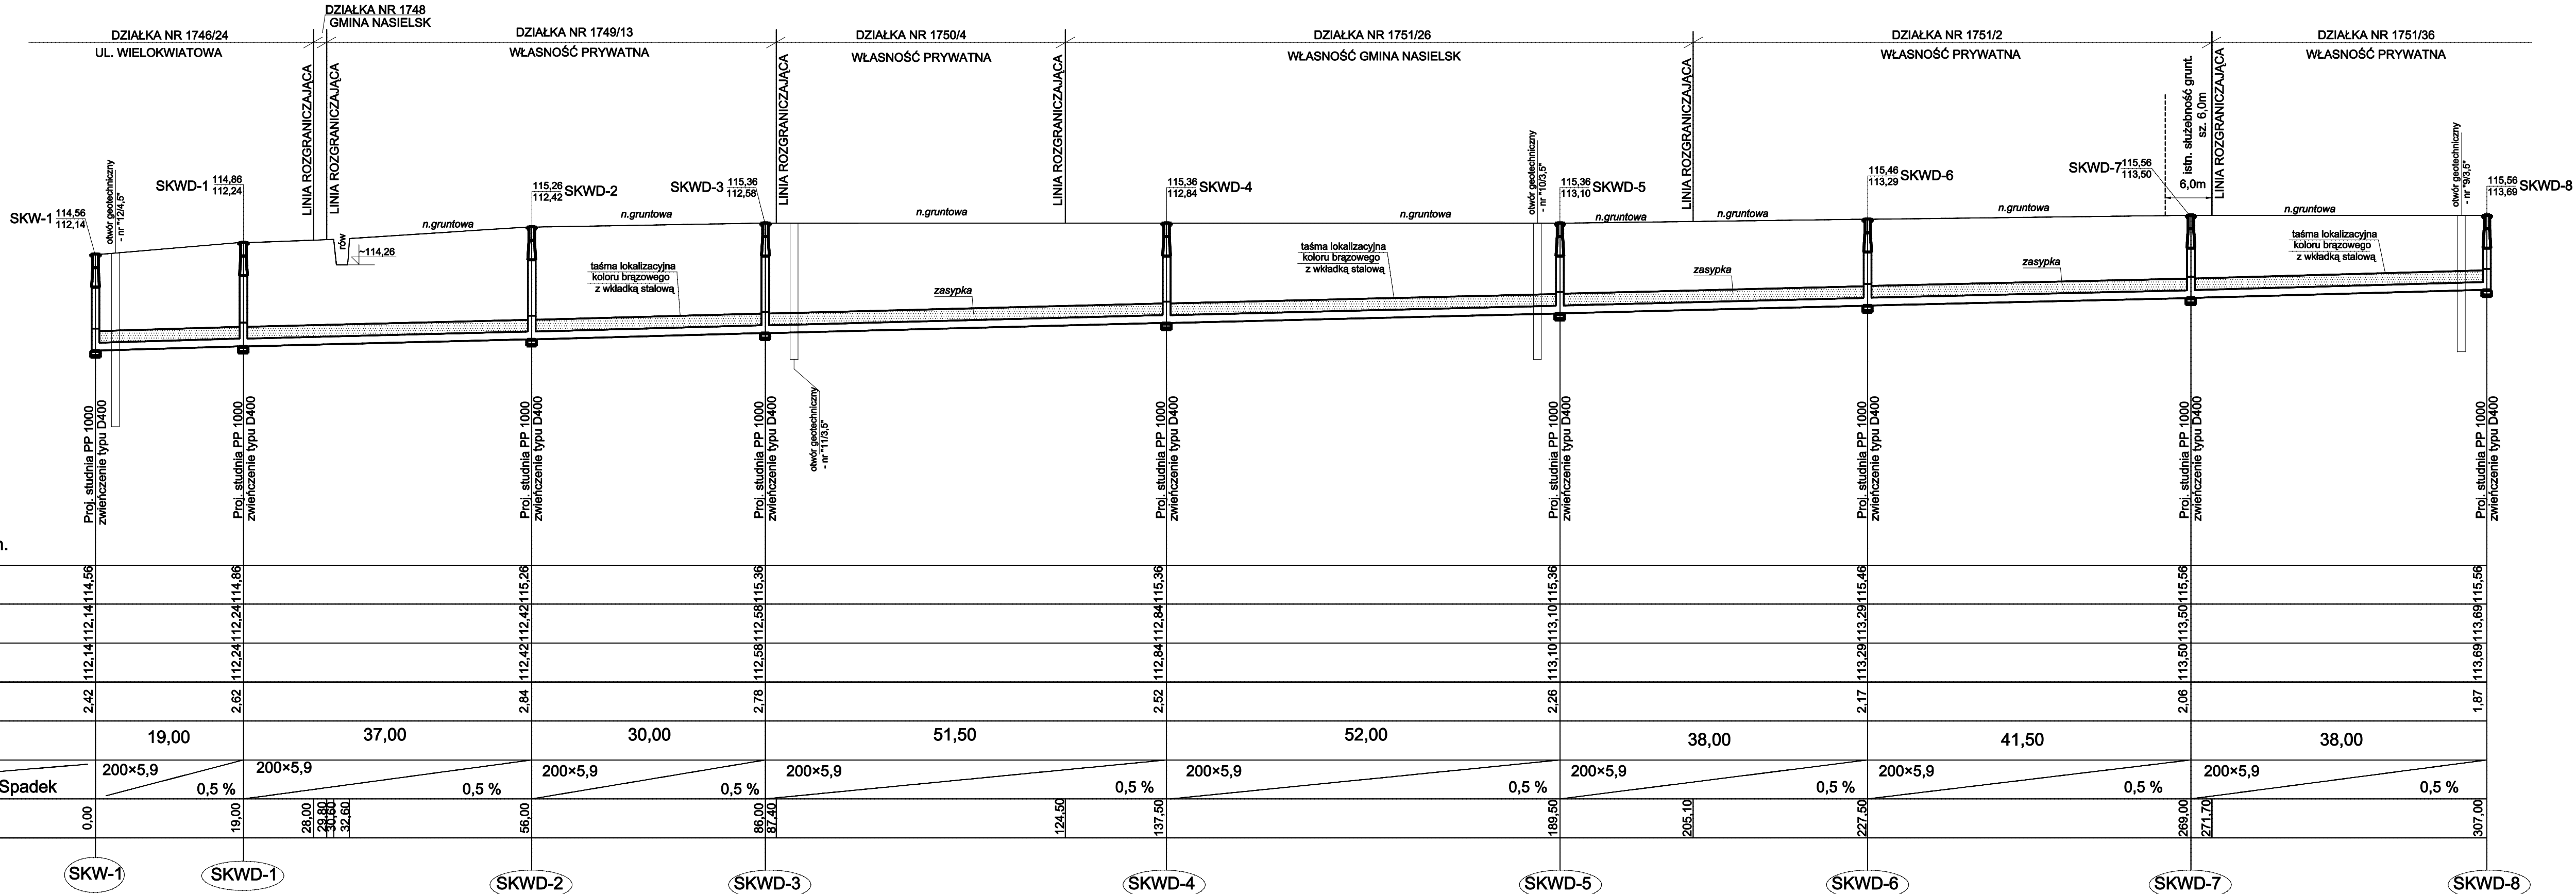 DZIAŁKA NR 1748
GMINA NASIELSK
DZIAŁKA NR 1746/24
UL. WIELOKWIATOWA
DZIAŁKA NR 1749/13
WŁASNOŚĆ PRYWATNA
DZIAŁKA NR 1750/4
WŁASNOŚĆ PRYWATNA
DZIAŁKA NR 1751/26
WŁASNOŚĆ GMINA NASIELSK
DZIAŁKA NR 1751/2
WŁASNOŚĆ PRYWATNA
DZIAŁKA NR 1751/36
WŁASNOŚĆ PRYWATNA
LINIA ROZGRANICZAJĄCA
LINIA ROZGRANICZAJĄCA
LINIA ROZGRANICZAJĄCA
LINIA ROZGRANICZAJĄCA
LINIA ROZGRANICZAJĄCA
istn. służebność grunt.
sz. 6,0m
LINIA ROZGRANICZAJĄCA
6,0m
SKW-1 114,56
112,14
otwór geotechniczny
- nr "12/4,5"
SKWD-1 114,86
112,24
115,26
112,42 SKWD-2
SKWD-3 115,36
112,58
115,36
112,84 SKWD-4
otwór geotechniczny
- nr "10/3,5"
115,36
113,10 SKWD-5
115,46
113,29 SKWD-6
SKWD-7 115,56
113,50
otwór geotechniczny
- nr "9/3,5"
115,56
113,69 SKWD-8
n.gruntowa
n.gruntowa
n.gruntowa
n.gruntowa
n.gruntowa
n.gruntowa
n.gruntowa
n.gruntowa
rów
~114,26
taśma lokalizacyjna
koloru brązowego
z wkładką stalową
zasypka
taśma lokalizacyjna
koloru brązowego
z wkładką stalową
zasypka
zasypka
taśma lokalizacyjna
koloru brązowego
z wkładką stalową
otwór geotechniczny
- nr "11/3,5"
Proj. studnia PP 1000
zwieńczenie typu D400
Proj. studnia PP 1000
zwieńczenie typu D400
Proj. studnia PP 1000
zwieńczenie typu D400
Proj. studnia PP 1000
zwieńczenie typu D400
Proj. studnia PP 1000
zwieńczenie typu D400
Proj. studnia PP 1000
zwieńczenie typu D400
Proj. studnia PP 1000
zwieńczenie typu D400
Proj. studnia PP 1000
zwieńczenie typu D400
Proj. studnia PP 1000
zwieńczenie typu D400
114,56 114,86 115,26 115,36 115,36 115,36 115,46 115,56 115,56
112,14 112,14 112,24 112,24 112,42 112,42 112,58 112,58 112,84 112,84 113,10 113,10 113,29 113,29 113,50 113,50 113,69 113,69
2,42 2,62 2,84 2,78 2,52 2,26 2,17 2,06 1,87
19,00 37,00 30,00 51,50 52,00 38,00 41,50 38,00
200×5,9 200×5,9 200×5,9 200×5,9 200×5,9 200×5,9 200×5,9 200×5,9
Spadek 0,5 % 0,5 % 0,5 % 0,5 % 0,5 % 0,5 % 0,5 % 0,5 %
0,00 19,00 28,00 29,80 30,60 32,60 56,00 86,00 87,40 124,50 137,50 189,50 205,10 227,50 269,00 271,70 307,00
SKW-1 SKWD-1 SKWD-2 SKWD-3 SKWD-4 SKWD-5 SKWD-6 SKWD-7 SKWD-8